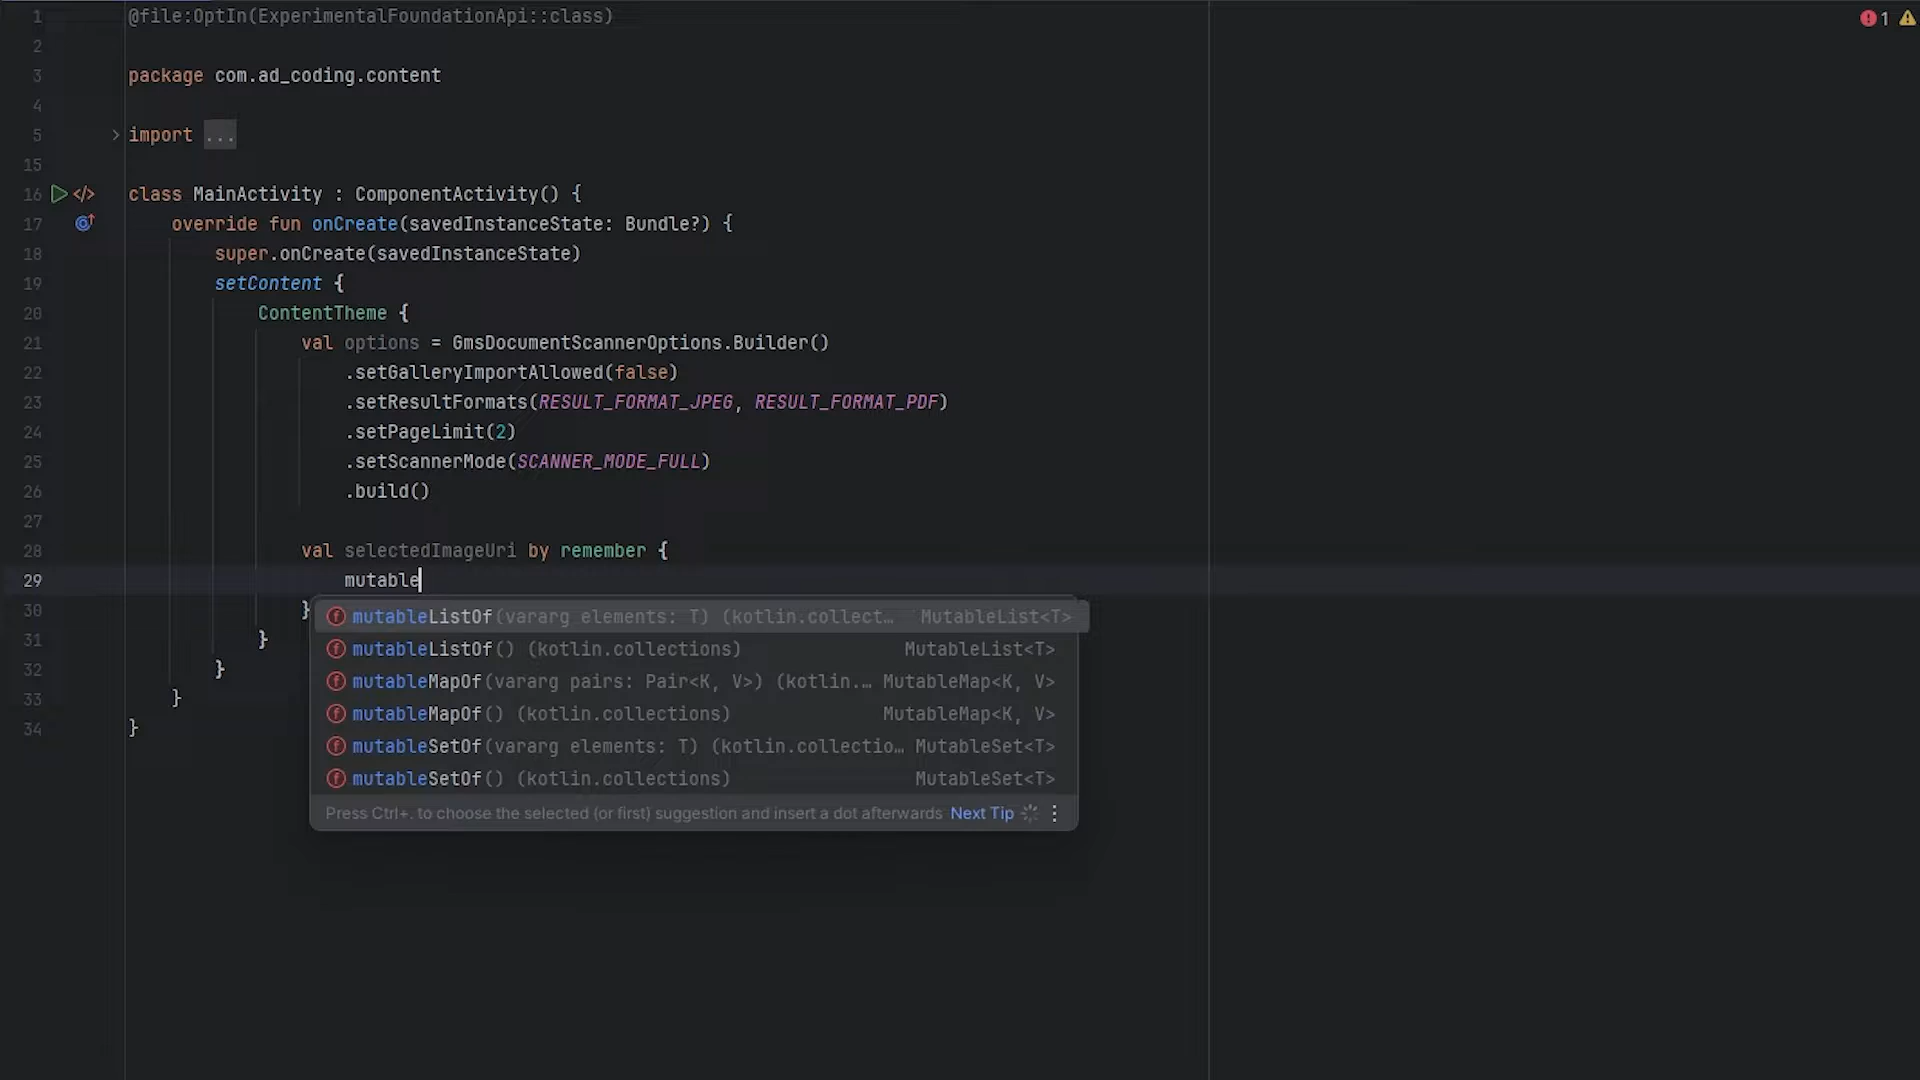 1 @file:OptIn(ExperimentalFoundationApi::class)
2
3 package com.ad_coding.content
4
5 import ...
15
16 class MainActivity : ComponentActivity() {
17 override fun onCreate(savedInstanceState: Bundle?) {
18 super.onCreate(savedInstanceState)
19 setContent {
20 ContentTheme {
21 val options = GmsDocumentScannerOptions.Builder()
22 .setGalleryImportAllowed(false)
23 .setResultFormats(RESULT_FORMAT_JPEG, RESULT_FORMAT_PDF)
24 .setPageLimit(2)
25 .setScannerMode(SCANNER_MODE_FULL)
26 .build()
27
28 val selectedImageUri by remember {
29 mutable
30 }
31 }
32 }
33 }
34 }
mutableListOf(vararg elements: T) (kotlin.collect… MutableList<T>
mutableListOf() (kotlin.collections) MutableList<T>
mutableMapOf(vararg pairs: Pair<K, V>) (kotlin.… MutableMap<K, V>
mutableMapOf() (kotlin.collections) MutableMap<K, V>
mutableSetOf(vararg elements: T) (kotlin.collectio… MutableSet<T>
mutableSetOf() (kotlin.collections) MutableSet<T>
Press Ctrl+. to choose the selected (or first) suggestion and insert a dot afterwards Next Tip
1